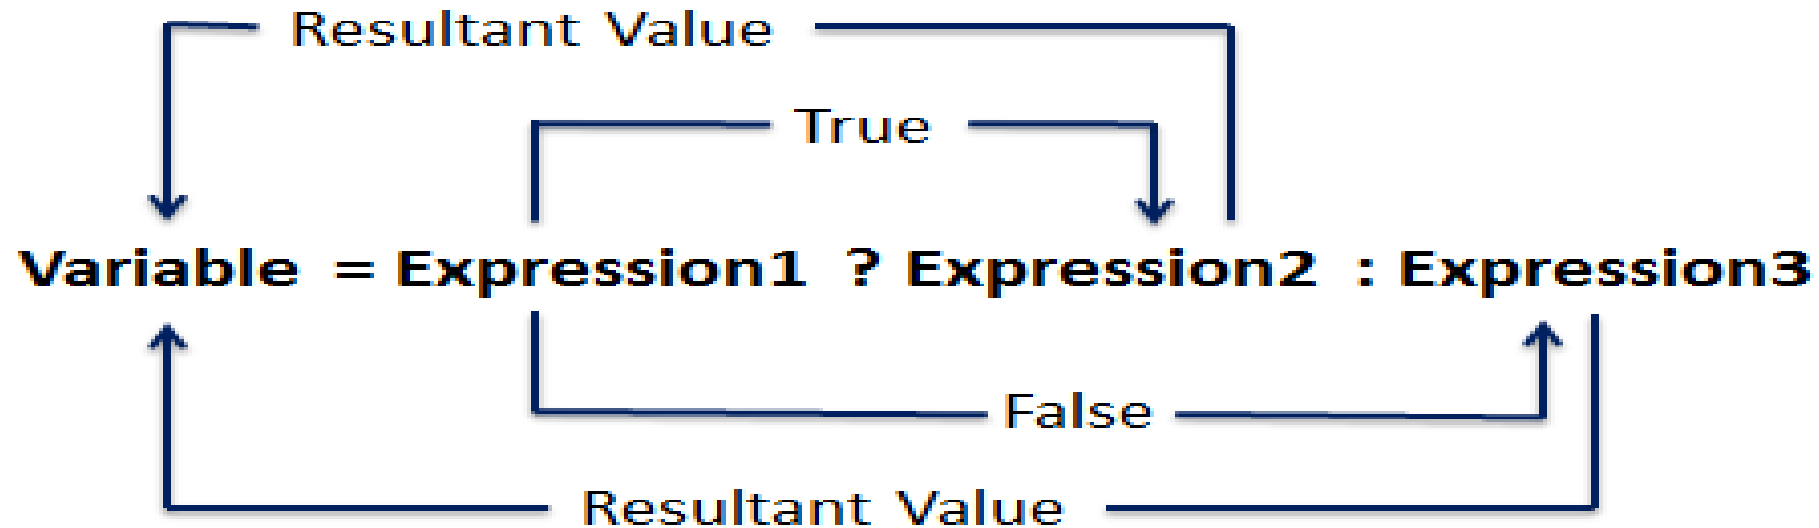 Resultant Value
True
Variable = Expression1 ? Expression2 : Expression3
False
Resultant Value